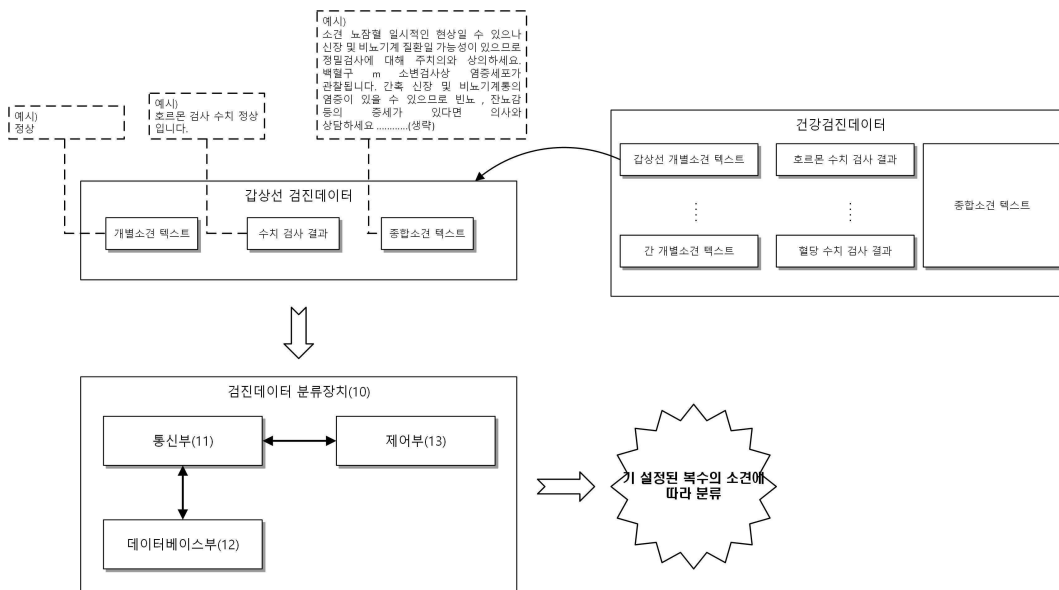 예시)
소견 뇨잠혈 일시적인 현상일 수 있으나
신장 및 비뇨기계 질환일 가능성이 있으므로
정밀검사에 대해 주치의와 상의하세요.
백혈구 m 소변검사상 염증세포가
관찰됩니다. 간혹 신장 및 비뇨기계통의
염증이 있을 수 있으므로 빈뇨 , 잔뇨감
등의 증세가 있다면 의사와
상담하세요 ............(생략)
예시)
호르몬 검사 수치 정상
입니다.
예시)
정상
건강검진데이터
갑상선 개별소견 텍스트
호르몬 수치 검사 결과
종합소견 텍스트
간 개별소견 텍스트
혈당 수치 검사 결과
갑상선 검진데이터
개별소견 텍스트
수치 검사 결과
종합소견 텍스트
검진데이터 분류장치(10)
통신부(11)
제어부(13)
데이터베이스부(12)
기 설정된 복수의 소견에
따라 분류